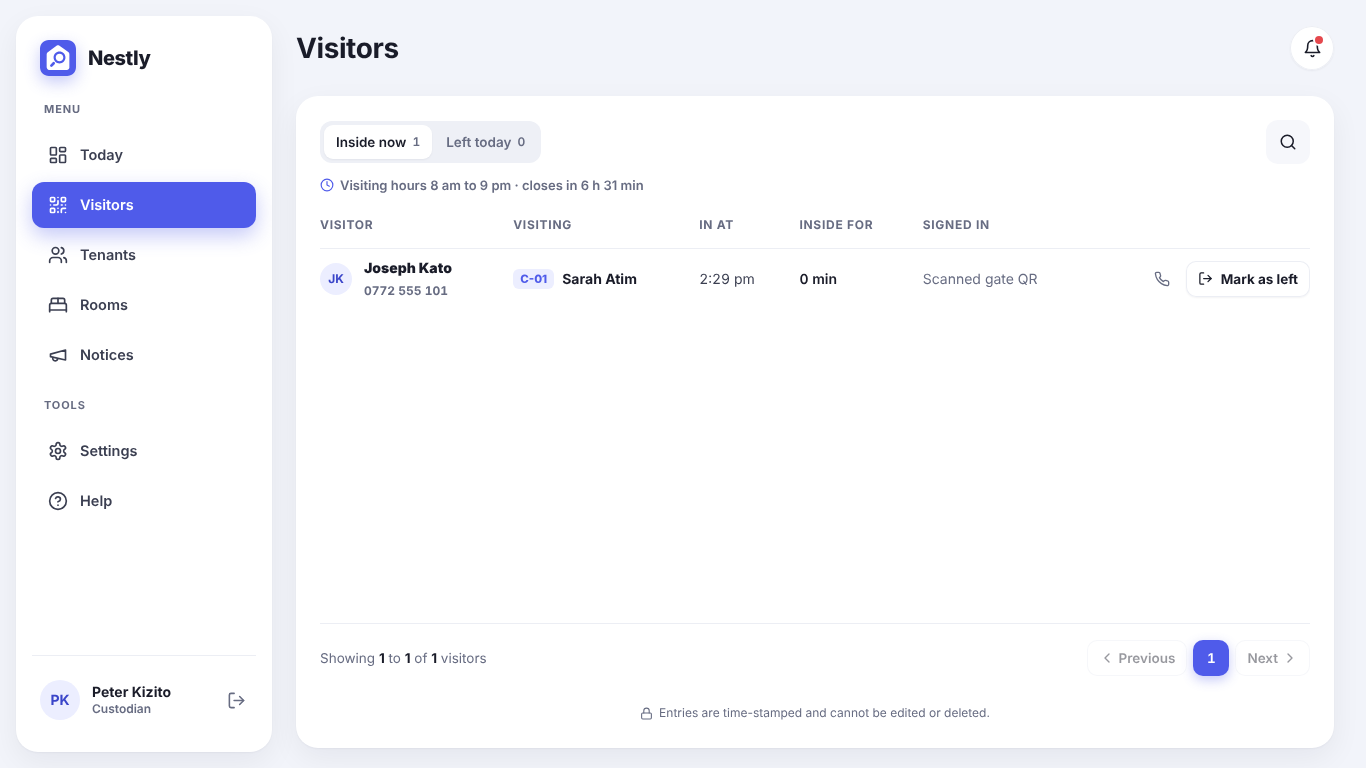 Nestly
MENU
Today
Visitors
Tenants
Rooms
Notices
TOOLS
Settings
Help
PK
Peter Kizito
Custodian
Visitors
Inside now 1
Left today 0
Visiting hours 8 am to 9 pm · closes in 6 h 31 min
VISITOR VISITING IN AT INSIDE FOR SIGNED IN
JK Joseph Kato 0772 555 101 C-01 Sarah Atim 2:29 pm 0 min Scanned gate QR Mark as left
Showing 1 to 1 of 1 visitors
Previous 1 Next
Entries are time-stamped and cannot be edited or deleted.